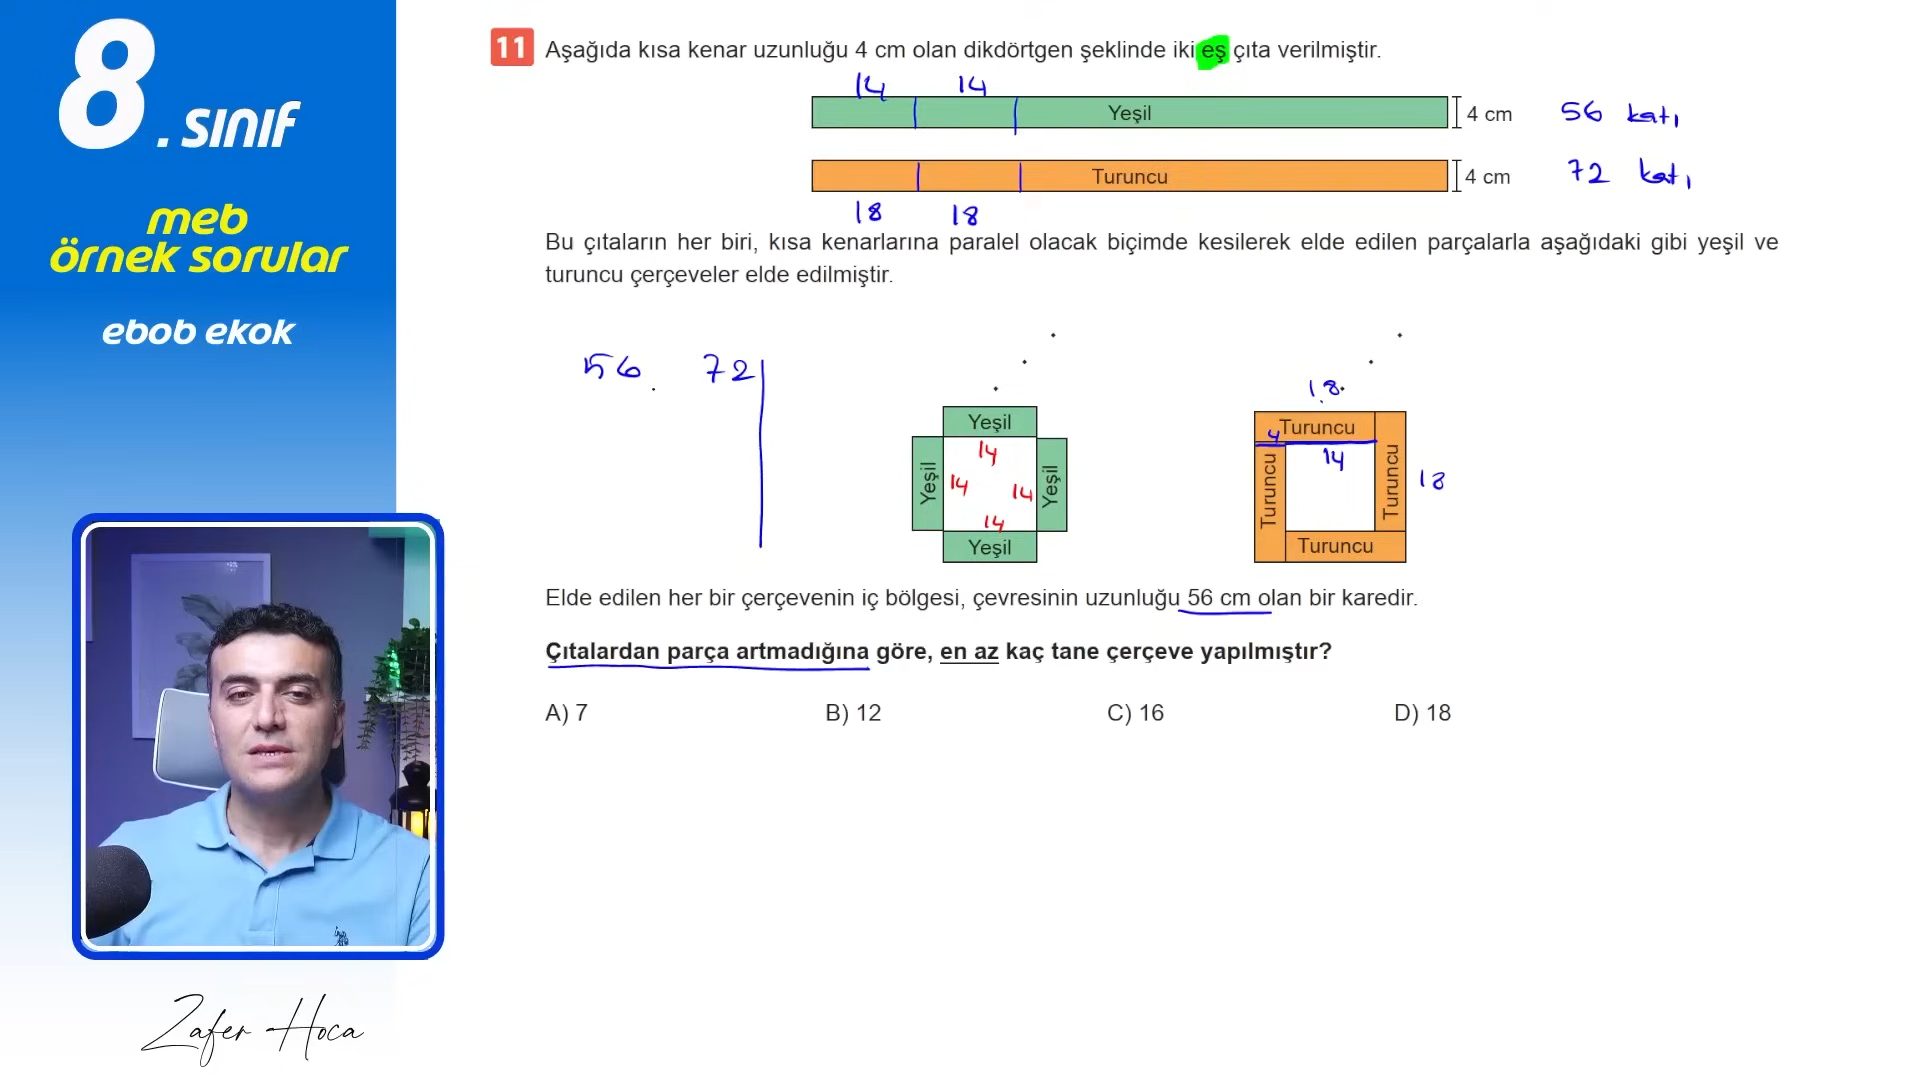 8. SINIF
meb
örnek sorular
ebob ekok
Zafer Hoca
11 Aşağıda kısa kenar uzunluğu 4 cm olan dikdörtgen şeklinde iki eş çıta verilmiştir.
14 14
Yeşil 4 cm 56 katı
Turuncu 4 cm 72 katı
18 18
Bu çıtaların her biri, kısa kenarlarına paralel olacak biçimde kesilerek elde edilen parçalarla aşağıdaki gibi yeşil ve
turuncu çerçeveler elde edilmiştir.
56 72
Yeşil
Yeşil
Yeşil
Yeşil
14
14 14
14
18
Turuncu
Turuncu
Turuncu
Turuncu
4
14
18
Elde edilen her bir çerçevenin iç bölgesi, çevresinin uzunluğu 56 cm olan bir karedir.
Çıtalardan parça artmadığına göre, en az kaç tane çerçeve yapılmıştır?
A) 7 B) 12 C) 16 D) 18